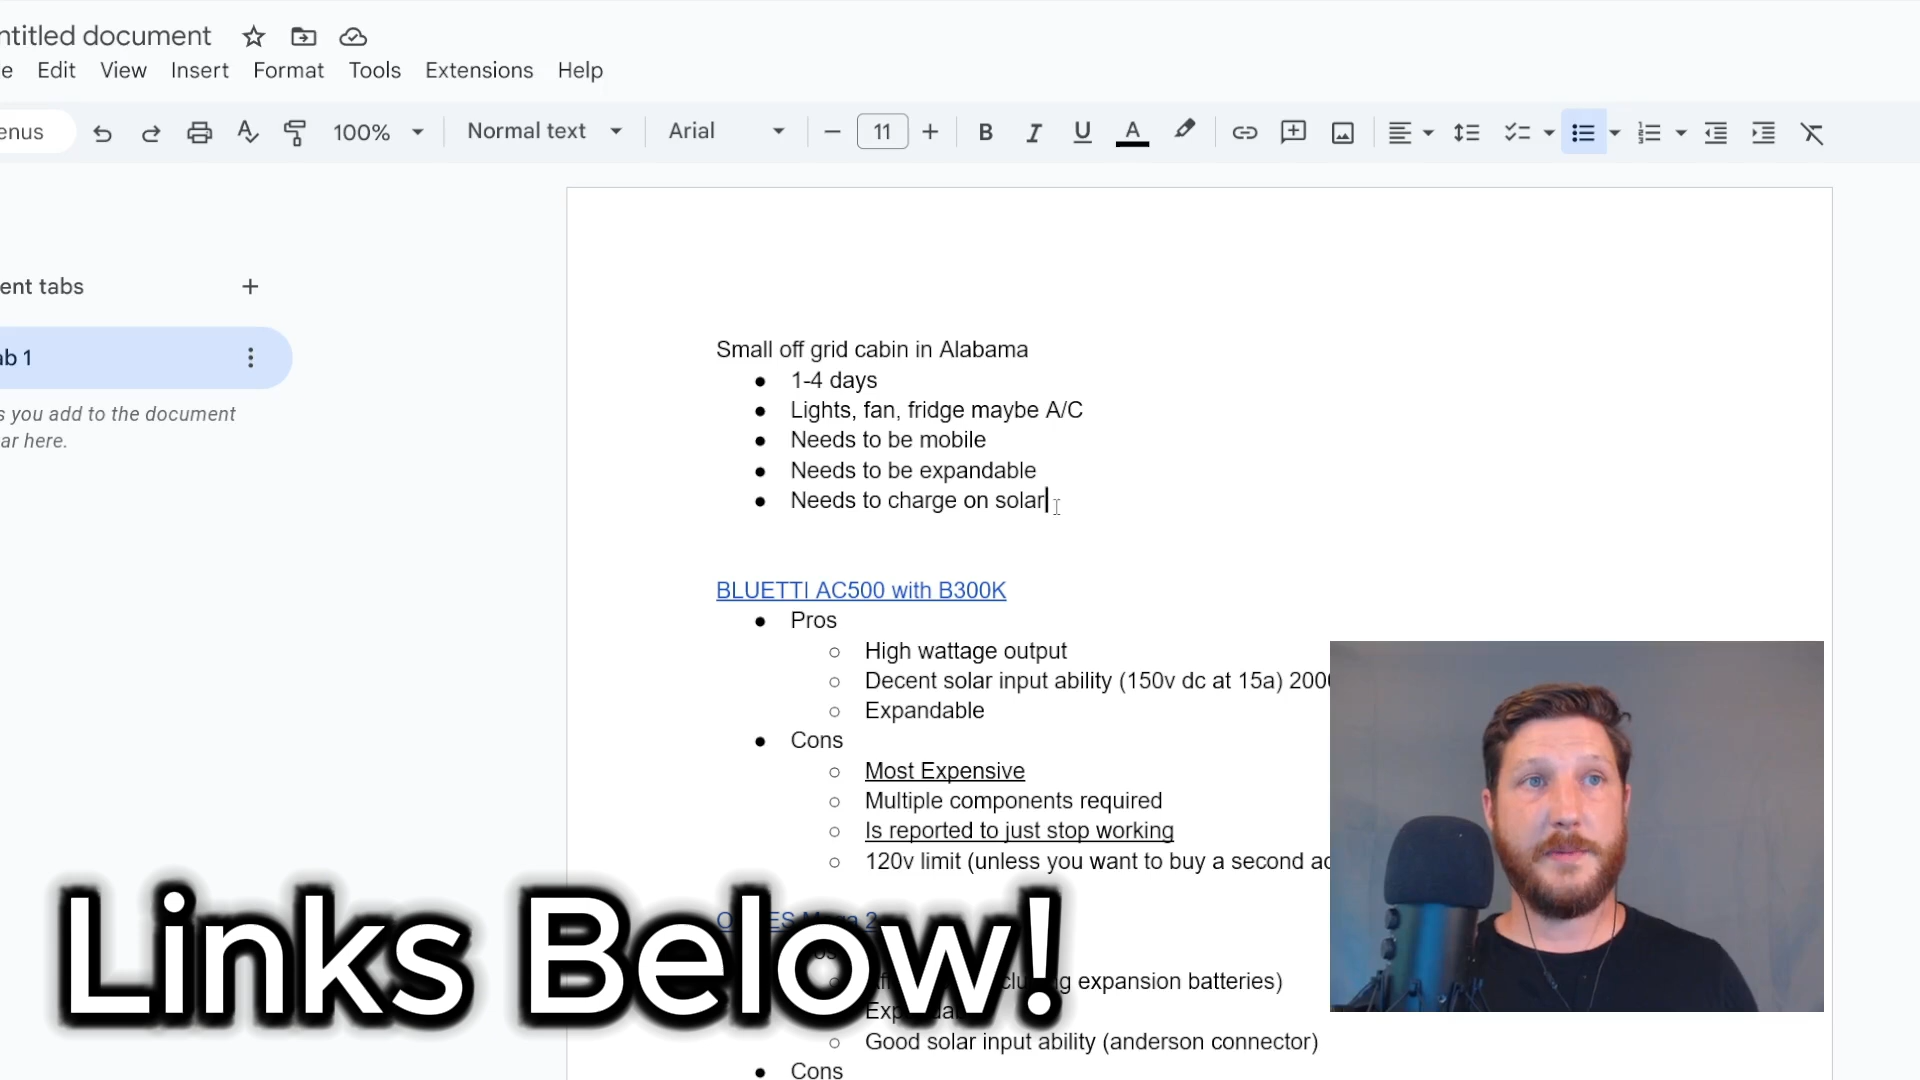 ntitled document
e Edit View Insert Format Tools Extensions Help
enus 100% Normal text Arial 11 B I U A
ent tabs
ab 1
s you add to the document
ar here.
Small off grid cabin in Alabama
● 1-4 days
● Lights, fan, fridge maybe A/C
● Needs to be mobile
● Needs to be expandable
● Needs to charge on solar
BLUETTI AC500 with B300K
● Pros
○ High wattage output
○ Decent solar input ability (150v dc at 15a) 200
○ Expandable
● Cons
○ Most Expensive
○ Multiple components required
○ Is reported to just stop working
○ 120v limit (unless you want to buy a second ac
Links Below!
g expansion batteries)
○ Good solar input ability (anderson connector)
● Cons